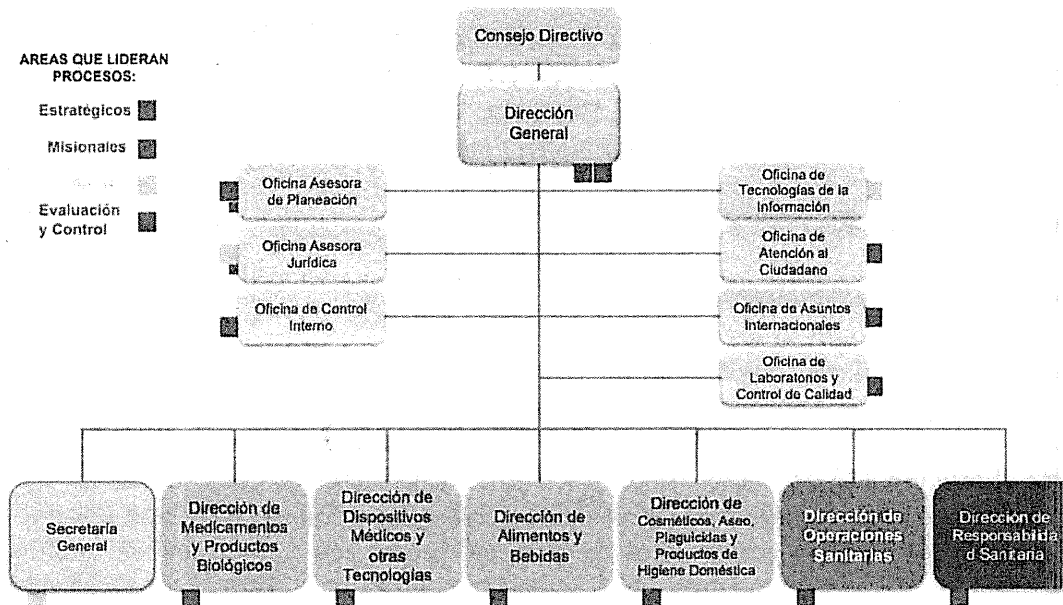 Consejo Directivo
AREAS QUE LIDERAN
PROCESOS:
Estratégicos
Misionales
Evaluación
y Control
Dirección
General
Oficina Asesora
de Planeación
Oficina de
Tecnologías de la
Información
Oficina Asesora
Jurídica
Oficina de
Atención al
Ciudadano
Oficina de Control
Interno
Oficina de Asuntos
Internacionales
Oficina de
Laboratorios y
Control de Calidad
Secretaría
General
Dirección de
Medicamentos
y Productos
Biológicos
Dirección de
Dispositivos
Médicos y
otras
Tecnologías
Dirección de
Alimentos y
Bebidas
Dirección de
Cosméticos, Aseo,
Plaguicidas y
Productos de
Higiene Doméstica
Dirección de
Operaciones
Sanitarias
Dirección de
Responsabilida
d Sanitaria